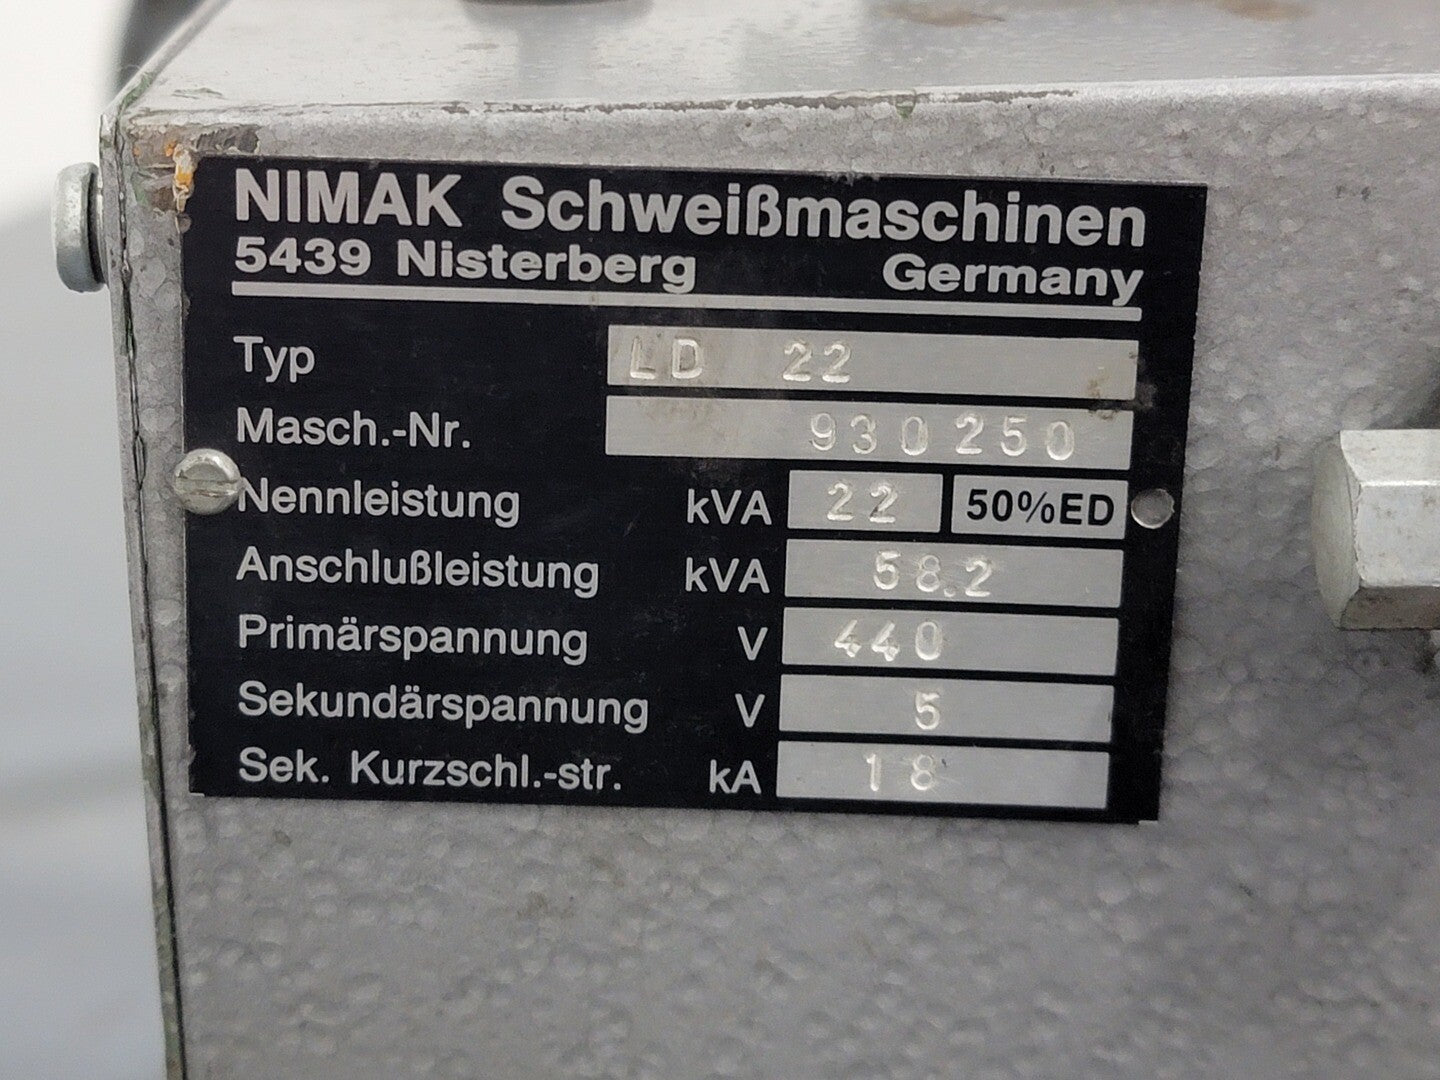 NIMAK Schweißmaschinen
5439 Nisterberg Germany
Typ LD 22
Masch.-Nr. 930250
Nennleistung kVA 22 50%ED
Anschlußleistung kVA 58.2
Primärspannung V 440
Sekundärspannung V 5
Sek. Kurzschl.-str. kA 18